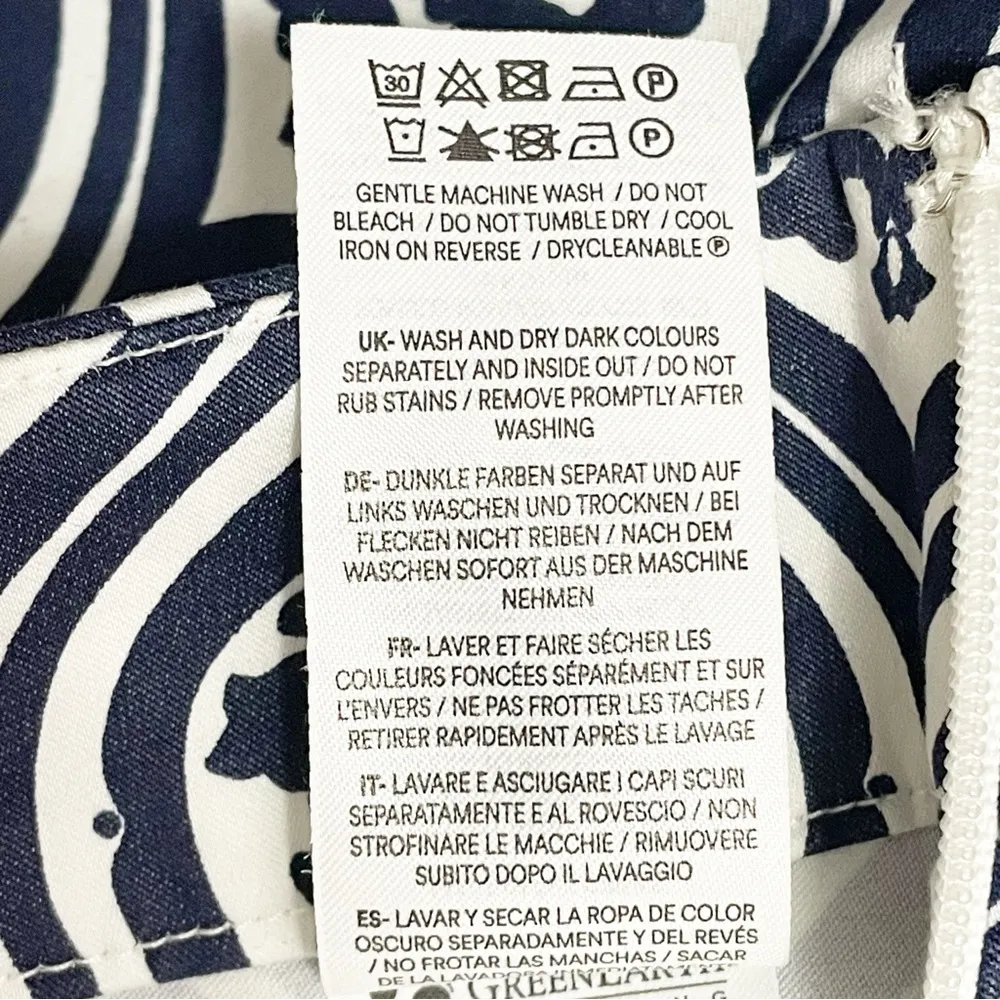 30 P
P
GENTLE MACHINE WASH / DO NOT
BLEACH / DO NOT TUMBLE DRY / COOL
IRON ON REVERSE / DRYCLEANABLE Ⓟ
UK- WASH AND DRY DARK COLOURS
SEPARATELY AND INSIDE OUT / DO NOT
RUB STAINS / REMOVE PROMPTLY AFTER
WASHING
DE- DUNKLE FARBEN SEPARAT UND AUF
LINKS WASCHEN UND TROCKNEN / BEI
FLECKEN NICHT REIBEN / NACH DEM
WASCHEN SOFORT AUS DER MASCHINE
NEHMEN
FR- LAVER ET FAIRE SÉCHER LES
COULEURS FONCÉES SÉPARÉMENT ET SUR
L'ENVERS / NE PAS FROTTER LES TACHES /
RETIRER RAPIDEMENT APRÈS LE LAVAGE
IT- LAVARE E ASCIUGARE I CAPI SCURI
SEPARATAMENTE E AL ROVESCIO / NON
STROFINARE LE MACCHIE / RIMUOVERE
SUBITO DOPO IL LAVAGGIO
ES- LAVAR Y SECAR LA ROPA DE COLOR
OSCURO SEPARADAMENTE Y DEL REVÉS
/ NO FROTAR LAS MANCHAS / SACAR
DE LA LAVADORA
GREENEARTH